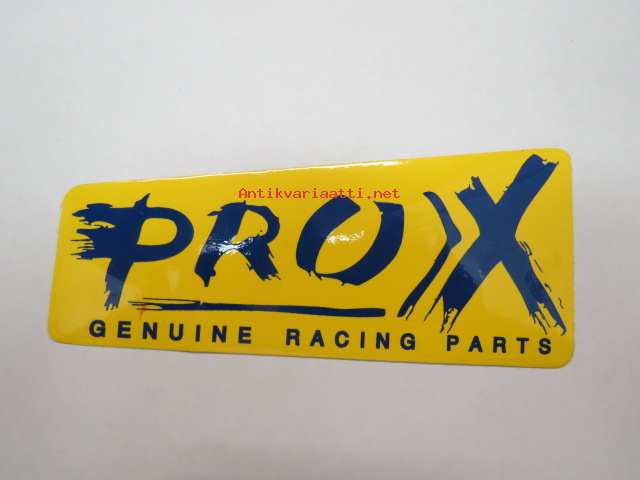 Antikvariaatti.net
PROX
GENUINE RACING PARTS